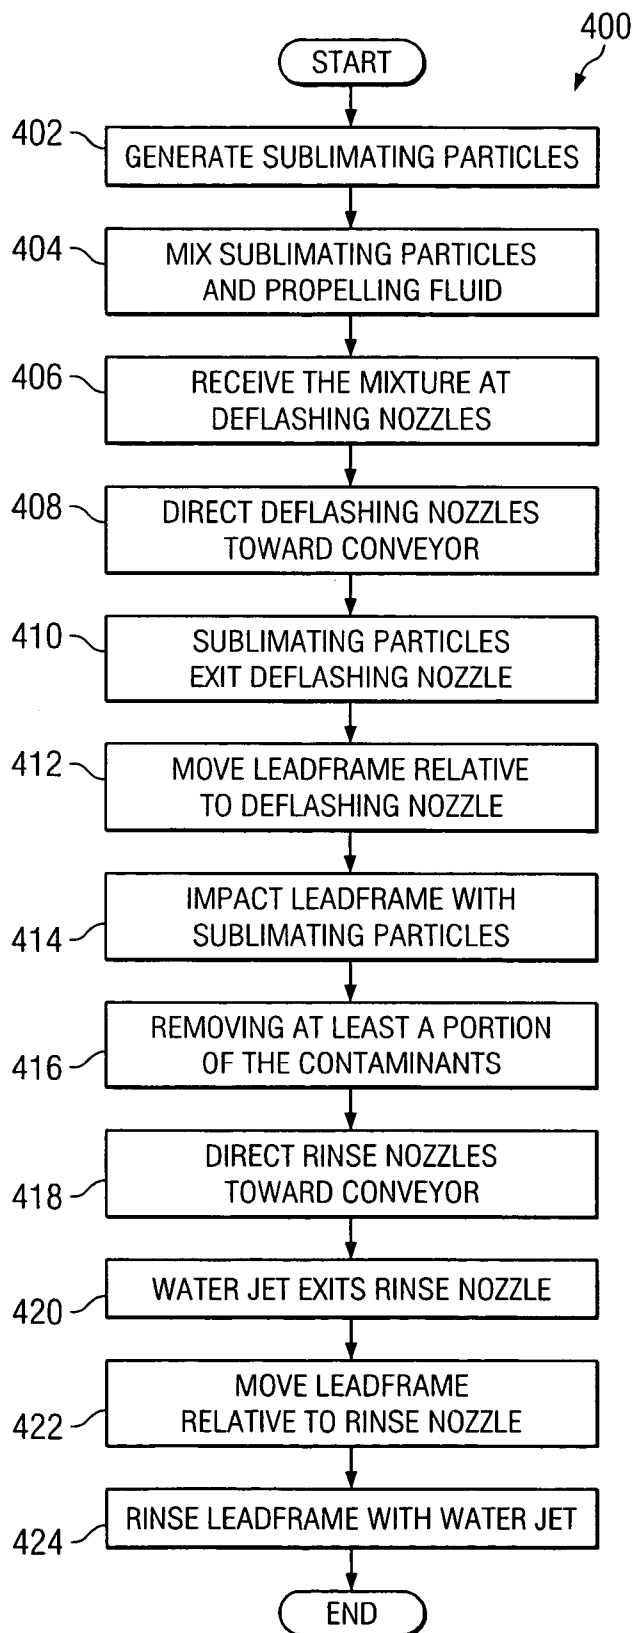 400
START
402
GENERATE SUBLIMATING PARTICLES
404
MIX SUBLIMATING PARTICLES
AND PROPELLING FLUID
406
RECEIVE THE MIXTURE AT
DEFLASHING NOZZLES
408
DIRECT DEFLASHING NOZZLES
TOWARD CONVEYOR
410
SUBLIMATING PARTICLES
EXIT DEFLASHING NOZZLE
412
MOVE LEADFRAME RELATIVE
TO DEFLASHING NOZZLE
414
IMPACT LEADFRAME WITH
SUBLIMATING PARTICLES
416
REMOVING AT LEAST A PORTION
OF THE CONTAMINANTS
418
DIRECT RINSE NOZZLES
TOWARD CONVEYOR
420
WATER JET EXITS RINSE NOZZLE
422
MOVE LEADFRAME
RELATIVE TO RINSE NOZZLE
424
RINSE LEADFRAME WITH WATER JET
END